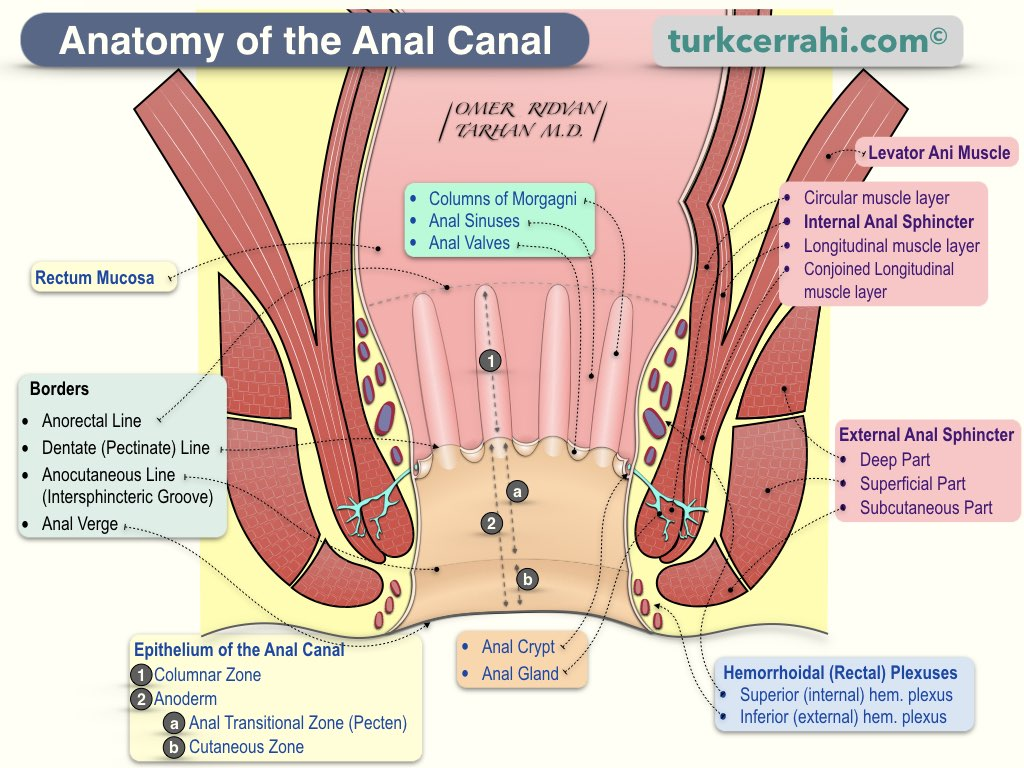 Anatomy of the Anal Canal
turkcerrahi.com©
OMER RIDVAN
TARHAN M.D.
Levator Ani Muscle
• Columns of Morgagni
• Anal Sinuses
• Anal Valves
• Circular muscle layer
• Internal Anal Sphincter
• Longitudinal muscle layer
• Conjoined Longitudinal
muscle layer
Rectum Mucosa
1
Borders
• Anorectal Line
• Dentate (Pectinate) Line
• Anocutaneous Line
(Intersphincteric Groove)
• Anal Verge
External Anal Sphincter
• Deep Part
• Superficial Part
• Subcutaneous Part
a
2
b
Epithelium of the Anal Canal
1 Columnar Zone
2 Anoderm
a Anal Transitional Zone (Pecten)
b Cutaneous Zone
• Anal Crypt
• Anal Gland
Hemorrhoidal (Rectal) Plexuses
• Superior (internal) hem. plexus
• Inferior (external) hem. plexus